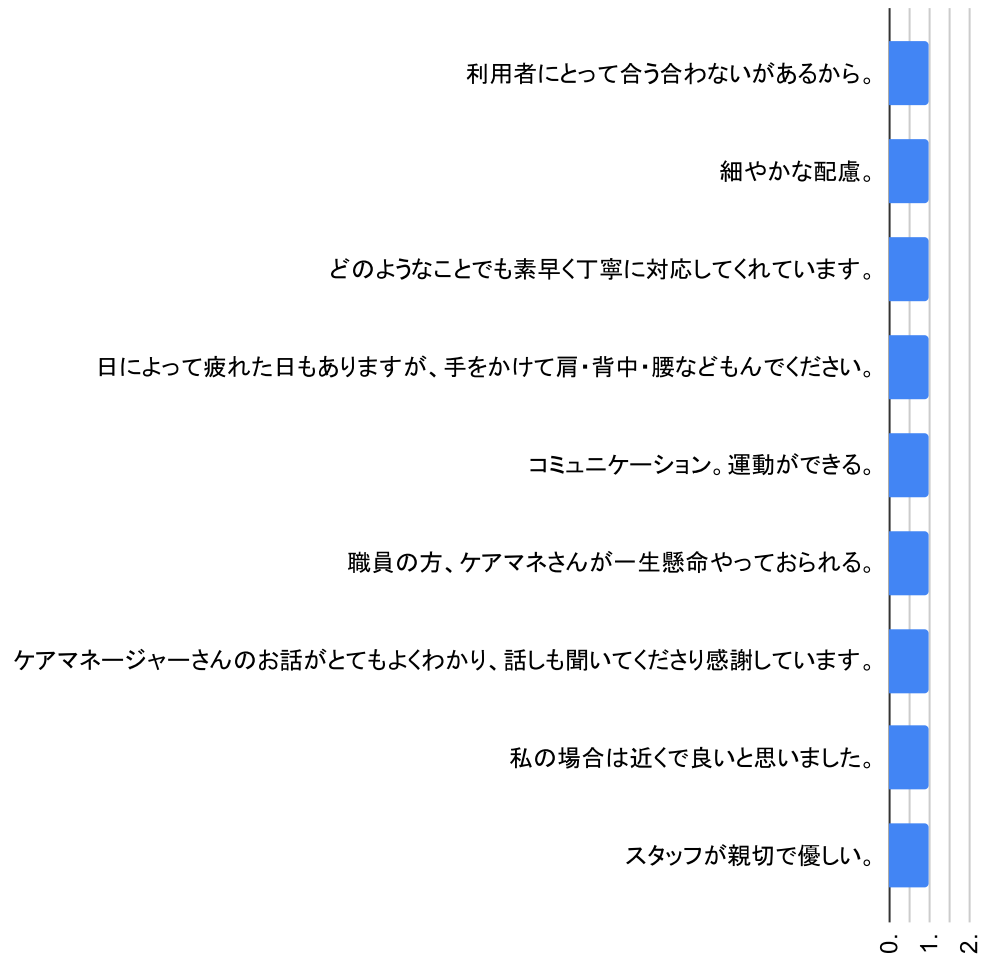 利用者にとって合う合わないがあるから。
細やかな配慮。
どのようなことでも素早く丁寧に対応してくれています。
日によって疲れた日もありますが、手をかけて肩・背中・腰などもんでください。
コミュニケーション。運動ができる。
職員の方、ケアマネさんが一生懸命やっておられる。
ケアマネージャーさんのお話がとてもよくわかり、話しも聞いてくださり感謝しています。
私の場合は近くで良いと思いました。
スタッフが親切で優しい。
0. 1. 2.